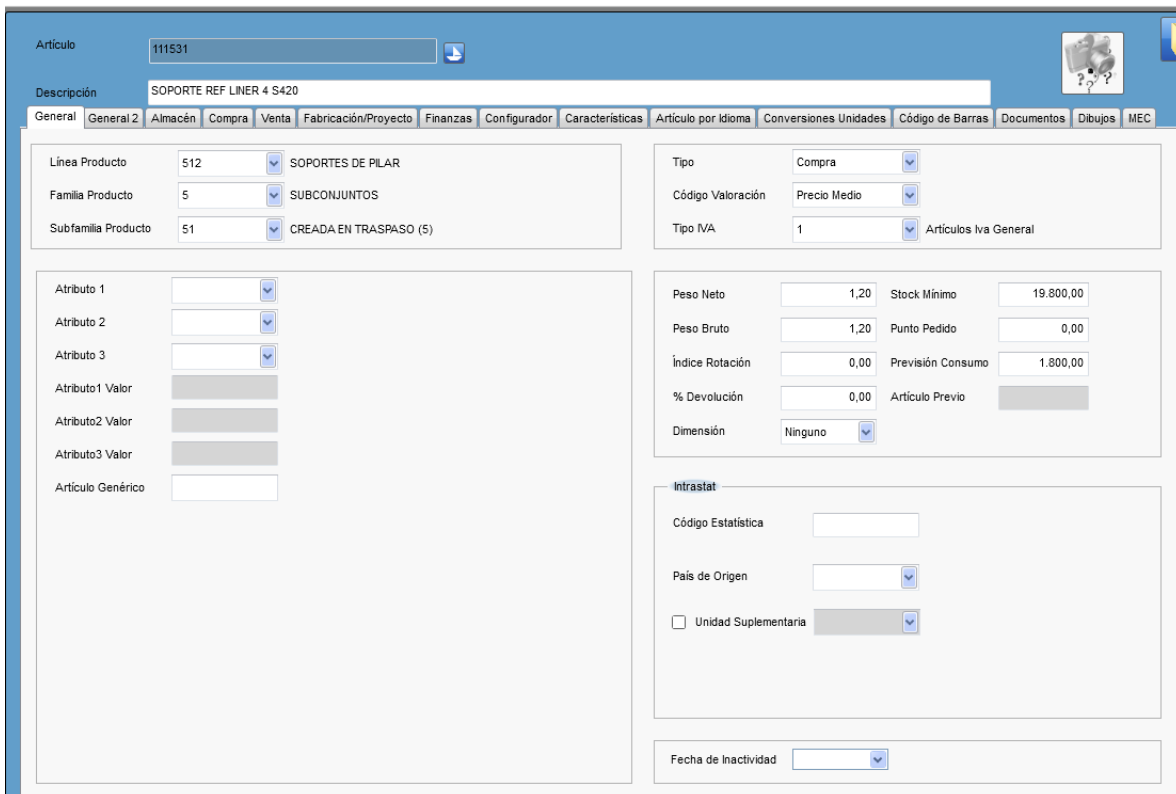 Artículo 111531
Descripción SOPORTE REF LINER 4 S420
General General 2 Almacén Compra Venta Fabricación/Proyecto Finanzas Configurador Características Artículo por Idioma Conversiones Unidades Código de Barras Documentos Dibujos MEC
Línea Producto 512 SOPORTES DE PILAR
Familia Producto 5 SUBCONJUNTOS
Subfamilia Producto 51 CREADA EN TRASPASO (5)
Tipo Compra
Código Valoración Precio Medio
Tipo IVA 1 Artículos Iva General
Atributo 1
Atributo 2
Atributo 3
Atributo1 Valor
Atributo2 Valor
Atributo3 Valor
Artículo Genérico
Peso Neto 1,20 Stock Mínimo 19.800,00
Peso Bruto 1,20 Punto Pedido 0,00
Índice Rotación 0,00 Previsión Consumo 1.800,00
% Devolución 0,00 Artículo Previo
Dimensión Ninguno
Intrastat
Código Estatística
País de Origen
Unidad Suplementaria
Fecha de Inactividad